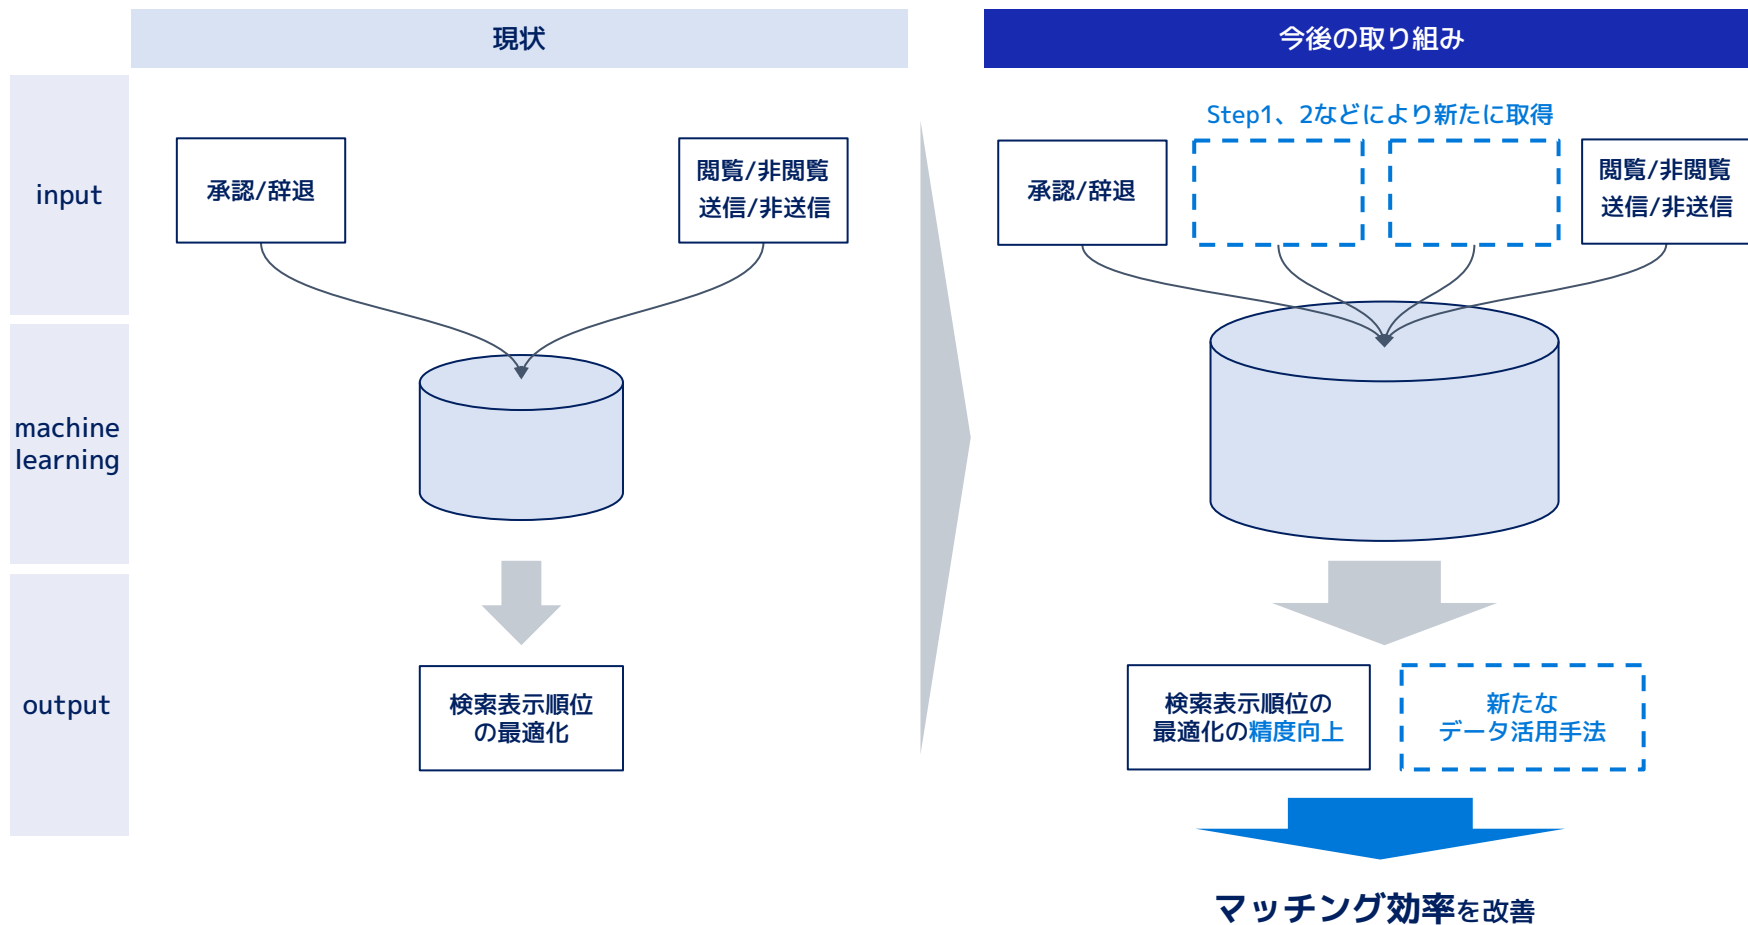 現状
今後の取り組み
Step1、2などにより新たに取得
input
承認/辞退
閲覧/非閲覧
送信/非送信
承認/辞退
閲覧/非閲覧
送信/非送信
machine
learning
output
検索表示順位
の最適化
検索表示順位の
最適化の精度向上
新たな
データ活用手法
マッチング効率を改善